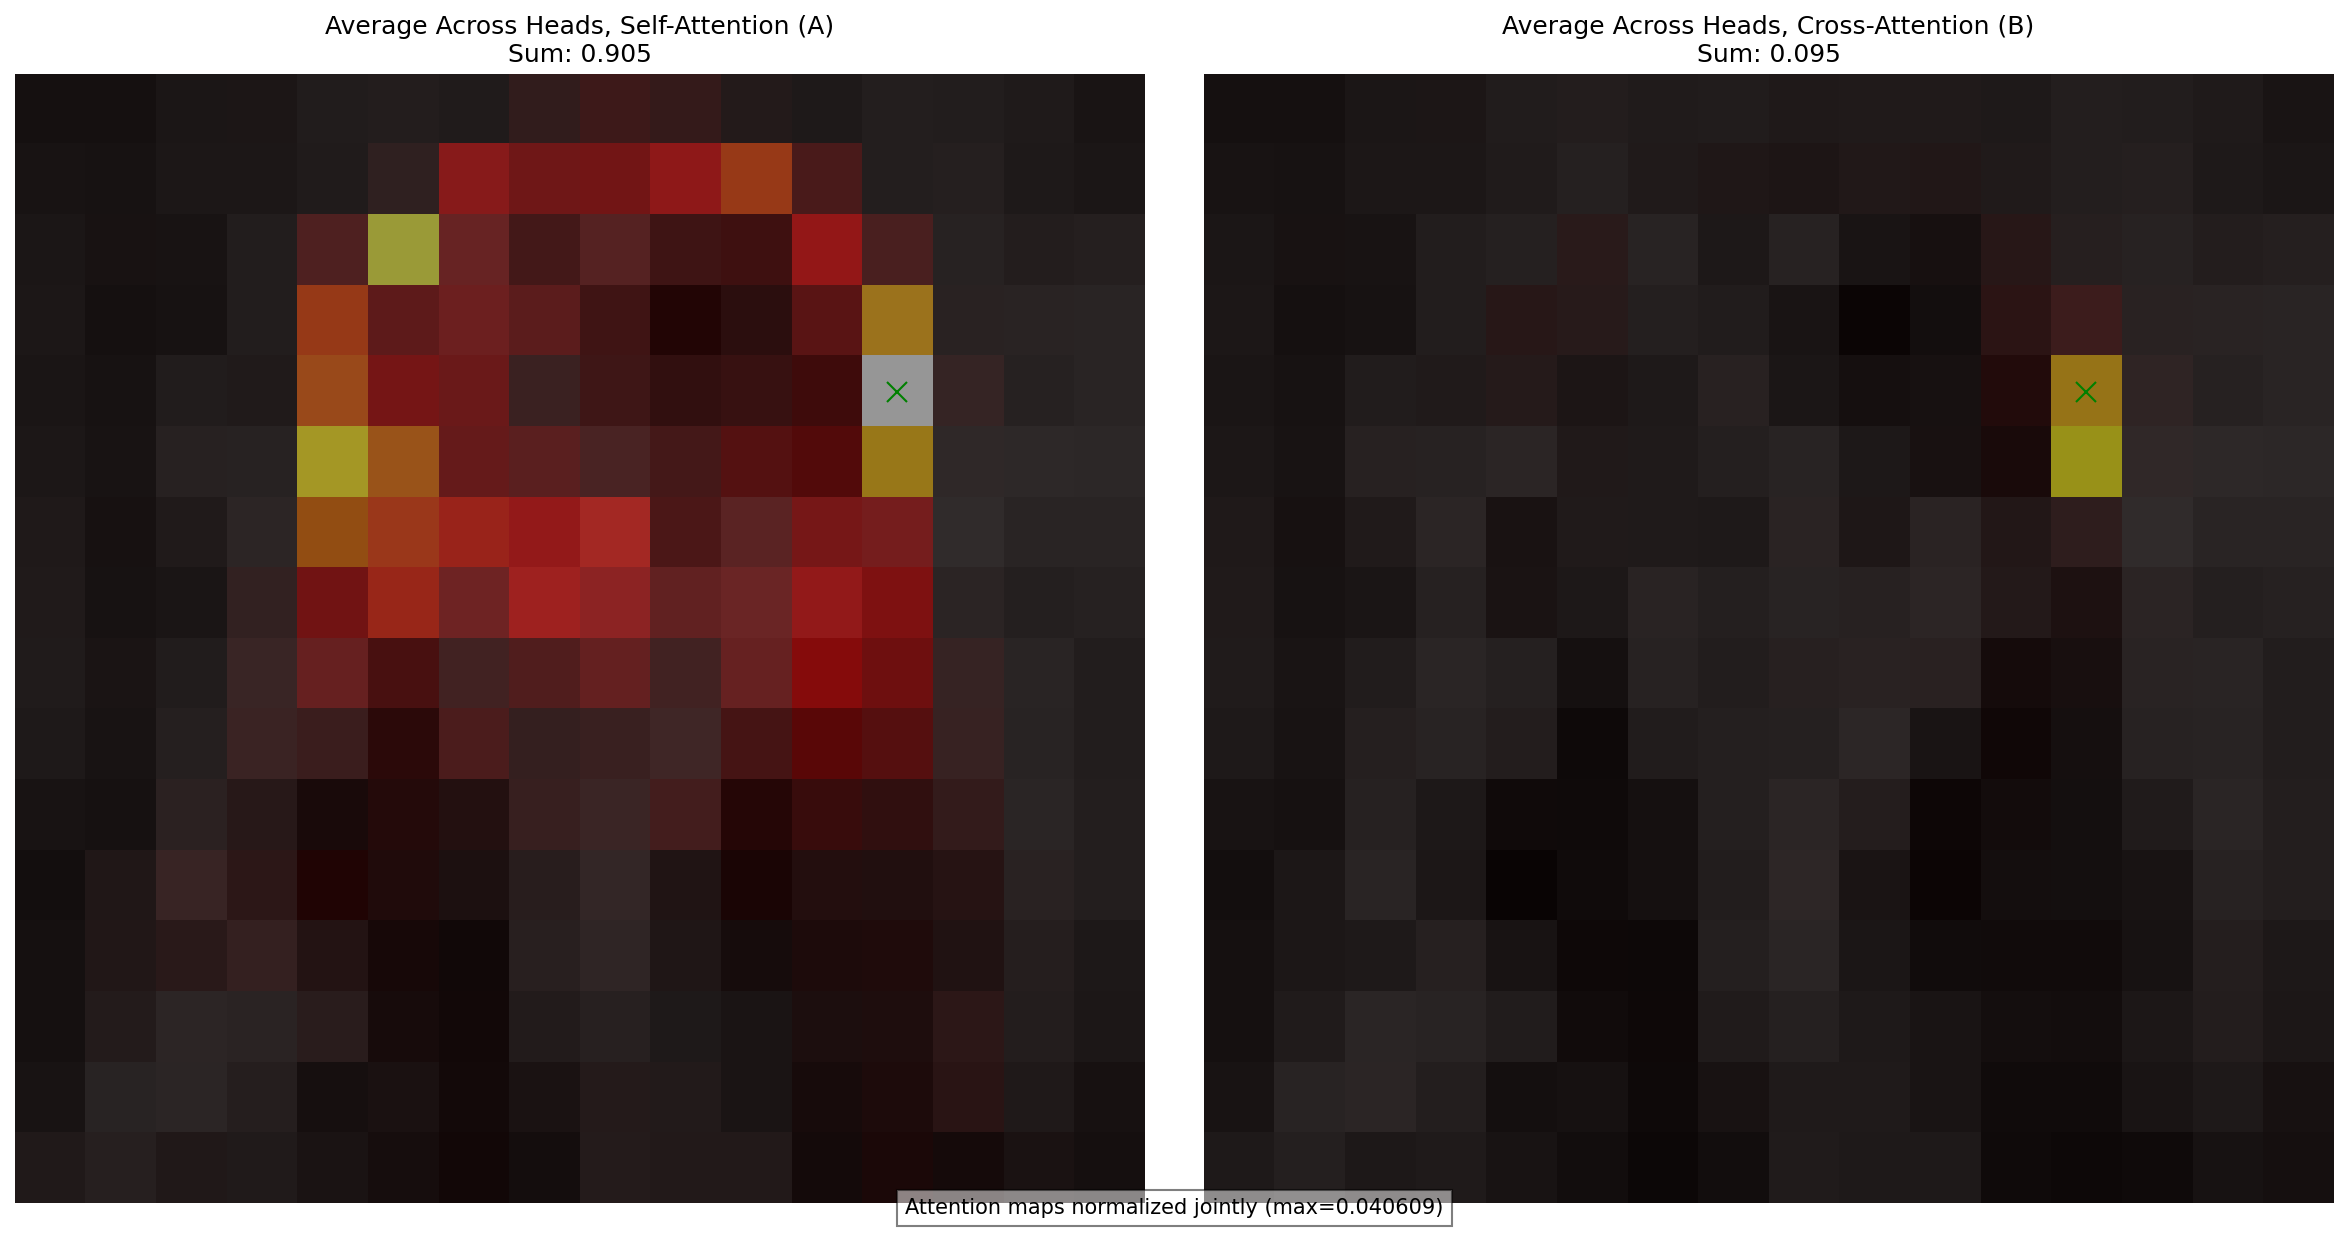 Average Across Heads, Self-Attention (A)
Sum: 0.905
Average Across Heads, Cross-Attention (B)
Sum: 0.095
Attention maps normalized jointly (max=0.040609)